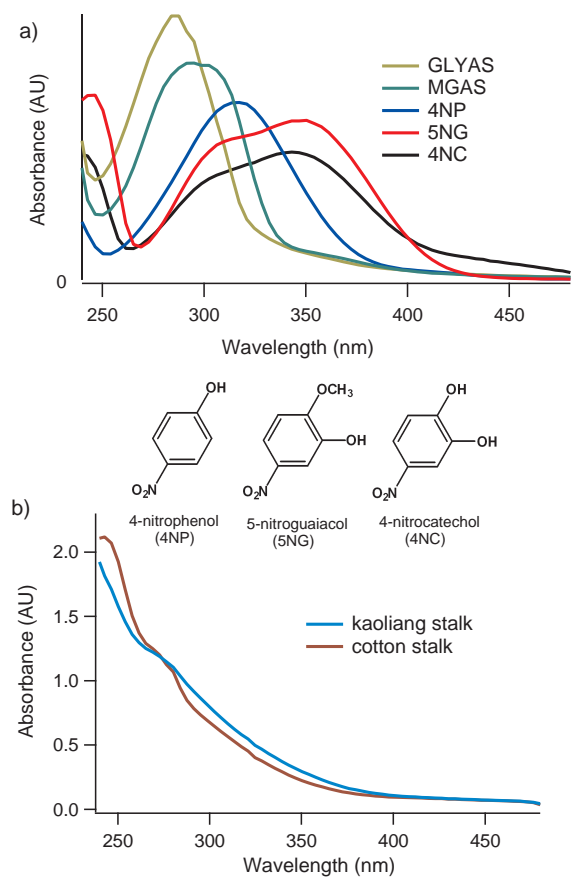 a)
Absorbance (AU)
GLYAS
MGAS
4NP
5NG
4NC
0
250 300 350 400 450
Wavelength (nm)
OH
O₂N
4-nitrophenol
(4NP)
OCH₃
OH
O₂N
5-nitroguaiacol
(5NG)
OH
OH
O₂N
4-nitrocatechol
(4NC)
b)
Absorbance (AU)
2.0
1.5
1.0
0.5
0.0
kaoliang stalk
cotton stalk
250 300 350 400 450
Wavelength (nm)